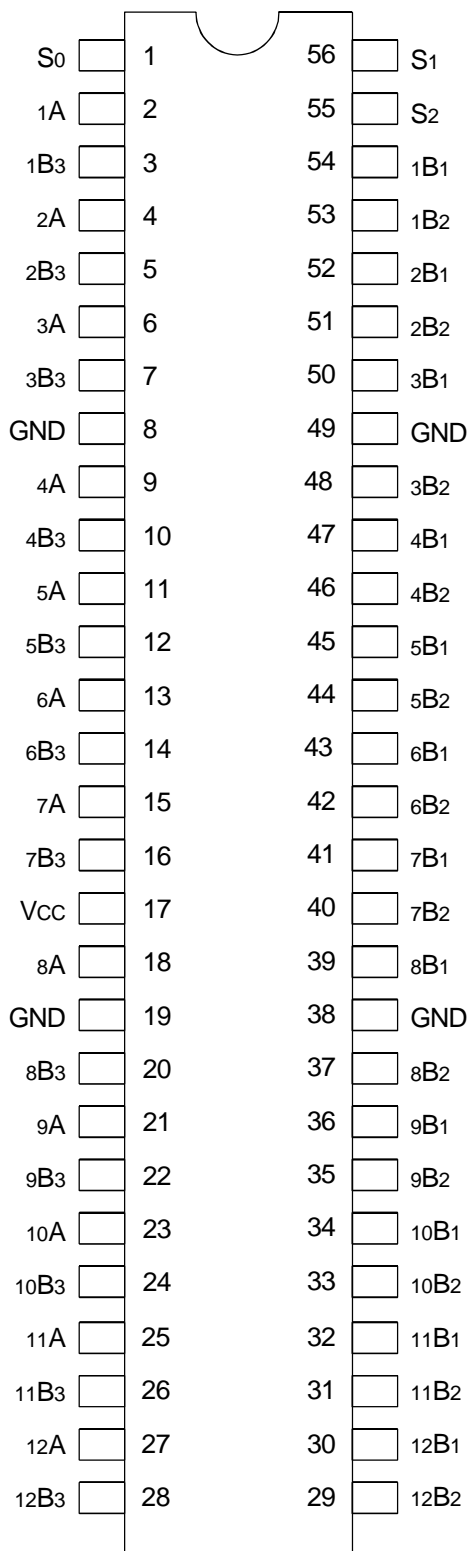 S0 1 56 S1
1A 2 55 S2
1B3 3 54 1B1
2A 4 53 1B2
2B3 5 52 2B1
3A 6 51 2B2
3B3 7 50 3B1
GND 8 49 GND
4A 9 48 3B2
4B3 10 47 4B1
5A 11 46 4B2
5B3 12 45 5B1
6A 13 44 5B2
6B3 14 43 6B1
7A 15 42 6B2
7B3 16 41 7B1
VCC 17 40 7B2
8A 18 39 8B1
GND 19 38 GND
8B3 20 37 8B2
9A 21 36 9B1
9B3 22 35 9B2
10A 23 34 10B1
10B3 24 33 10B2
11A 25 32 11B1
11B3 26 31 11B2
12A 27 30 12B1
12B3 28 29 12B2